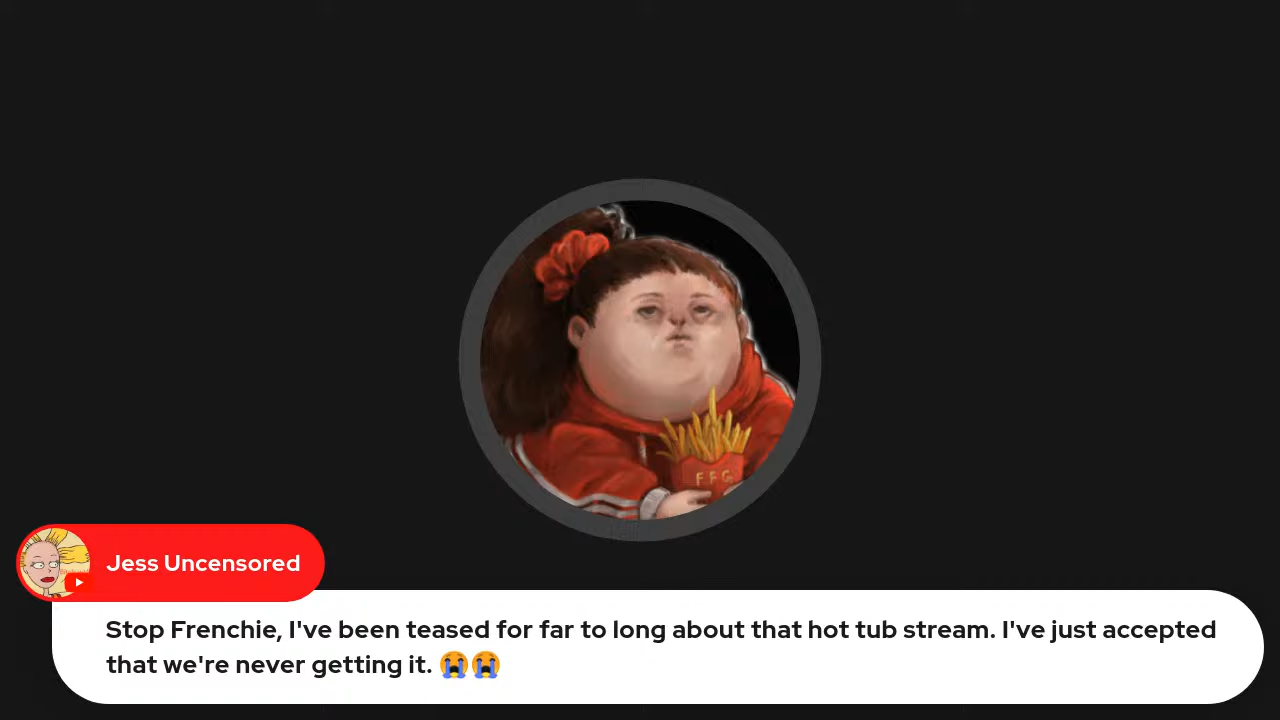 FFG
Jess Uncensored
Stop Frenchie, I've been teased for far to long about that hot tub stream. I've just accepted
that we're never getting it. 😭😭